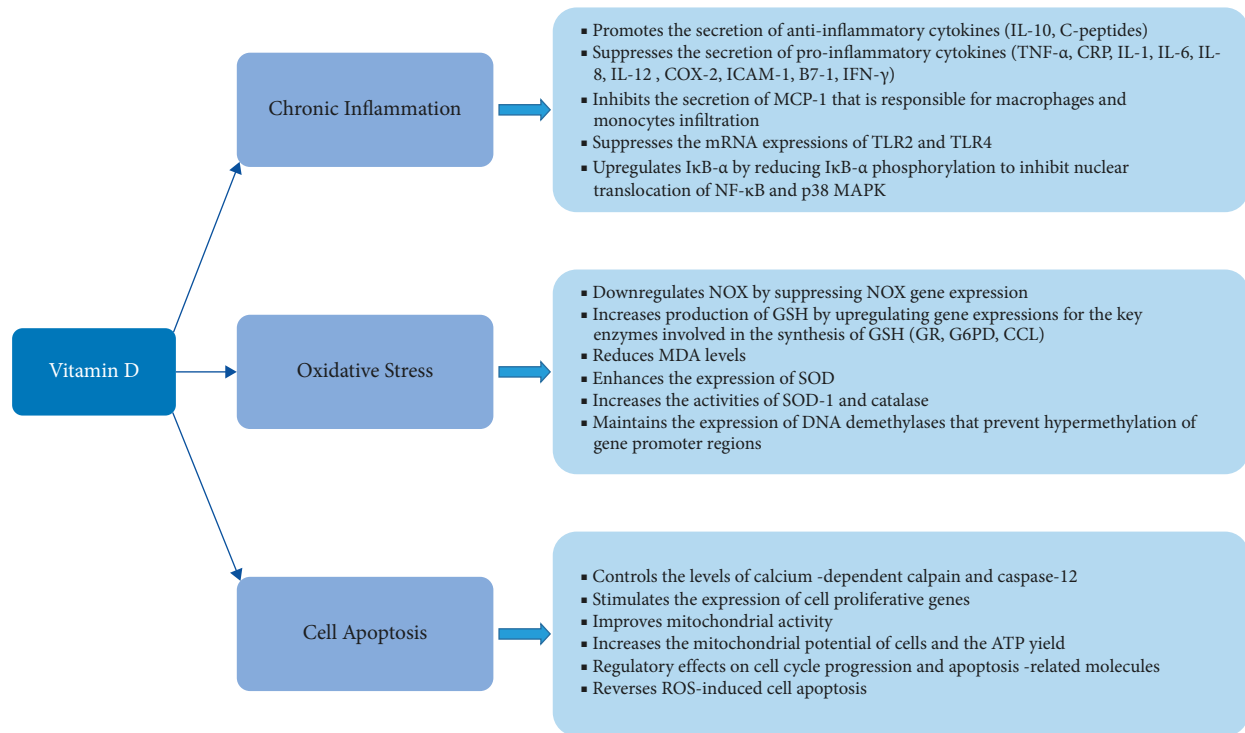 Vitamin D
Chronic Inflammation
▪ Promotes the secretion of anti-inflammatory cytokines (IL-10, C-peptides)
▪ Suppresses the secretion of pro-inflammatory cytokines (TNF-α, CRP, IL-1, IL-6, IL-
8, IL-12 , COX-2, ICAM-1, B7-1, IFN-γ)
▪ Inhibits the secretion of MCP-1 that is responsible for macrophages and
monocytes infiltration
▪ Suppresses the mRNA expressions of TLR2 and TLR4
▪ Upregulates IκB-α by reducing IκB-α phosphorylation to inhibit nuclear
translocation of NF-κB and p38 MAPK
Oxidative Stress
▪ Downregulates NOX by suppressing NOX gene expression
▪ Increases production of GSH by upregulating gene expressions for the key
enzymes involved in the synthesis of GSH (GR, G6PD, CCL)
▪ Reduces MDA levels
▪ Enhances the expression of SOD
▪ Increases the activities of SOD-1 and catalase
▪ Maintains the expression of DNA demethylases that prevent hypermethylation of
gene promoter regions
Cell Apoptosis
▪ Controls the levels of calcium -dependent calpain and caspase-12
▪ Stimulates the expression of cell proliferative genes
▪ Improves mitochondrial activity
▪ Increases the mitochondrial potential of cells and the ATP yield
▪ Regulatory effects on cell cycle progression and apoptosis -related molecules
▪ Reverses ROS-induced cell apoptosis